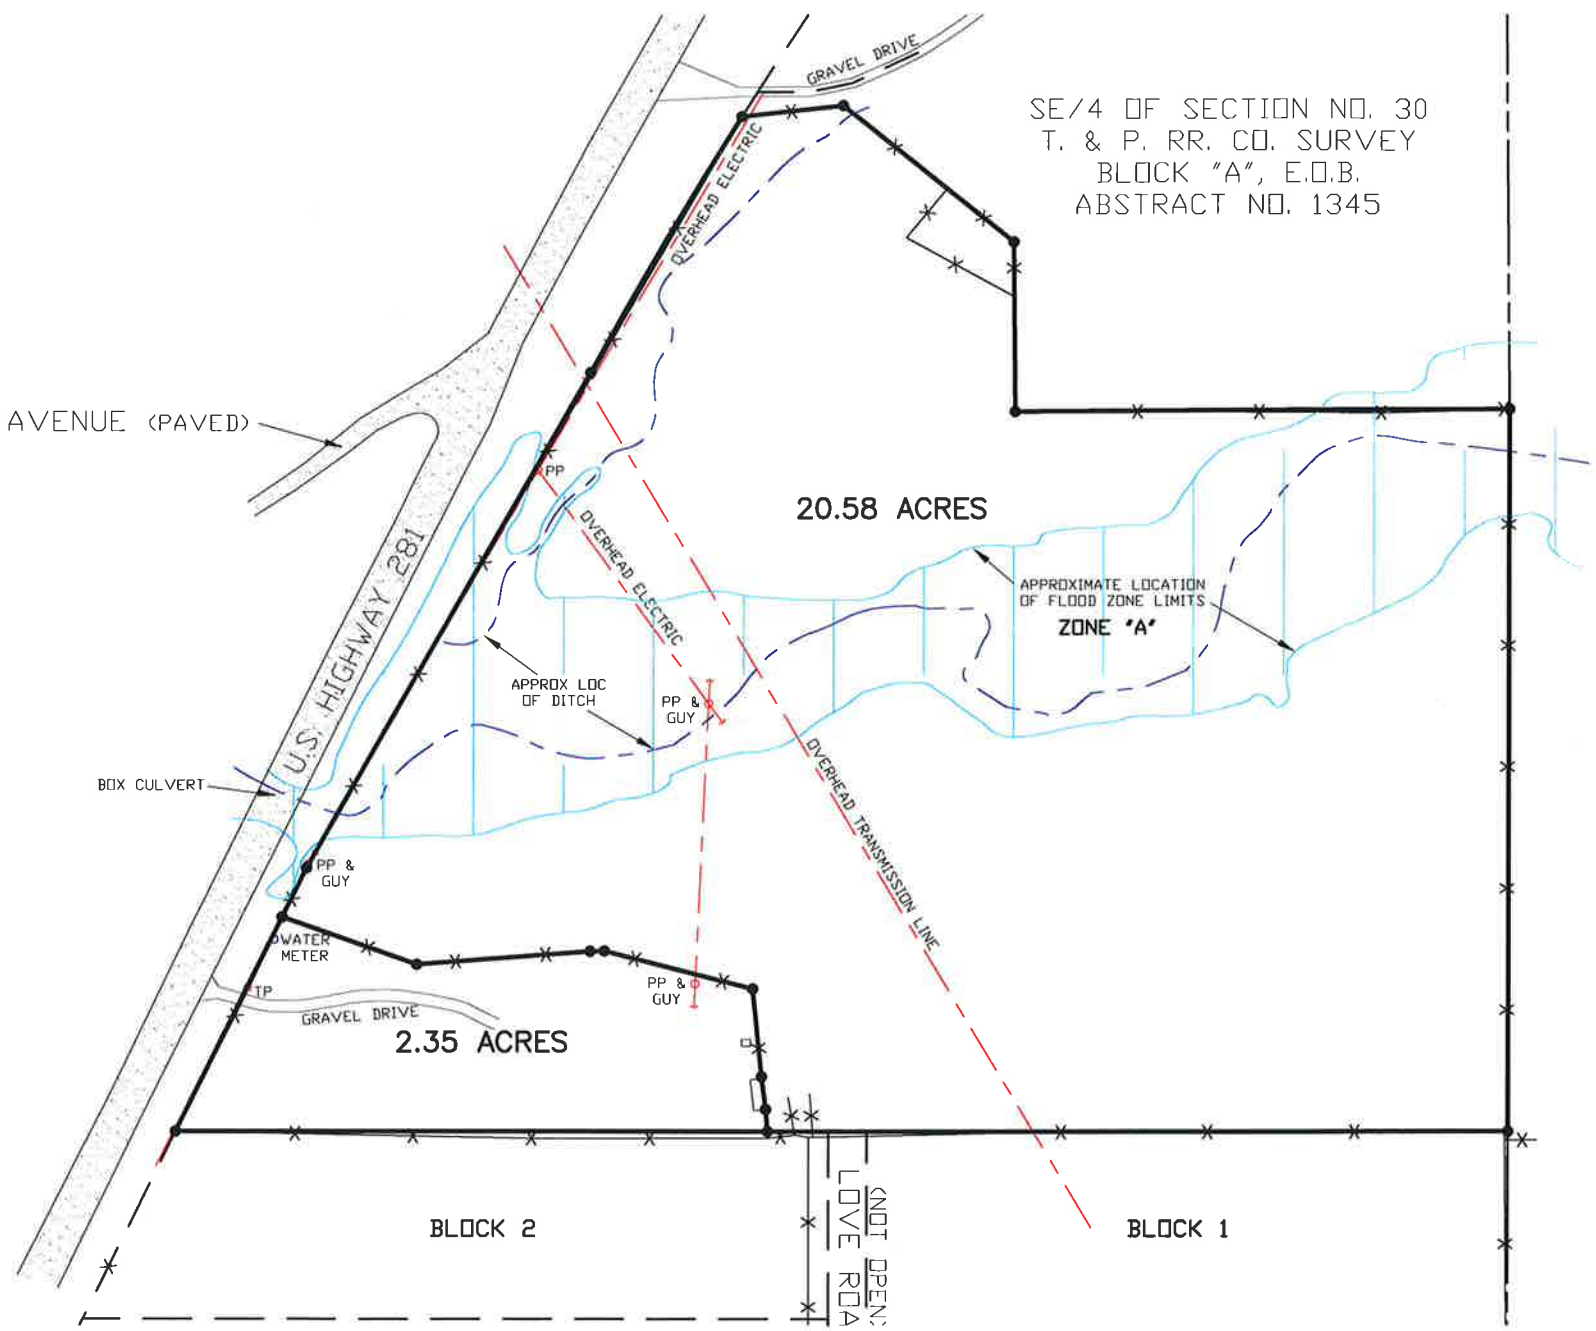 GRAVEL DRIVE
SE/4 OF SECTION NO. 30
T. & P. RR. CO. SURVEY
BLOCK "A", E.O.B.
ABSTRACT NO. 1345
OVERHEAD ELECTRIC
AVENUE (PAVED)
PP
20.58 ACRES
OVERHEAD ELECTRIC
U.S. HIGHWAY 281
APPROXIMATE LOCATION
OF FLOOD ZONE LIMITS
ZONE "A"
APPROX LOC
OF DITCH
PP &
GUY
BOX CULVERT
OVERHEAD TRANSMISSION LINE
PP &
GUY
WATER
METER
TP
PP &
GUY
GRAVEL DRIVE
2.35 ACRES
BLOCK 2
LOVE ROA
(NOT OPEN)
BLOCK 1